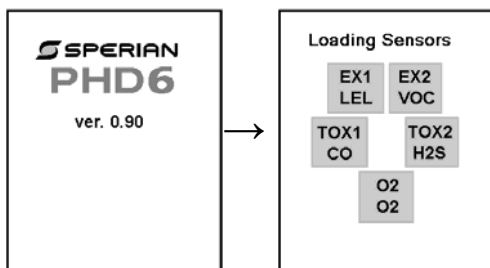 SPERIAN
PHD6
ver. 0.90
Loading Sensors
EX1 EX2
LEL VOC
TOX1 TOX2
CO H2S
O2
O2